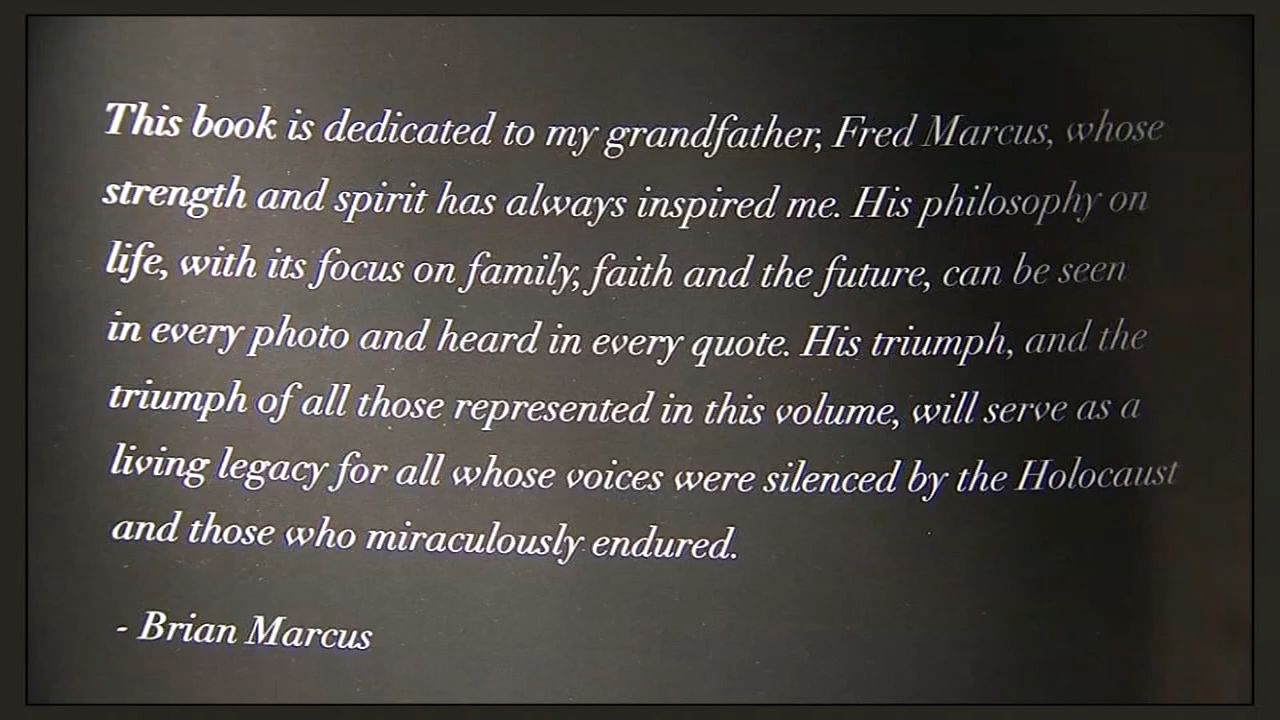 This book is dedicated to my grandfather, Fred Marcus, whose
strength and spirit has always inspired me. His philosophy on
life, with its focus on family, faith and the future, can be seen
in every photo and heard in every quote. His triumph, and the
triumph of all those represented in this volume, will serve as a
living legacy for all whose voices were silenced by the Holocaust
and those who miraculously endured.
- Brian Marcus